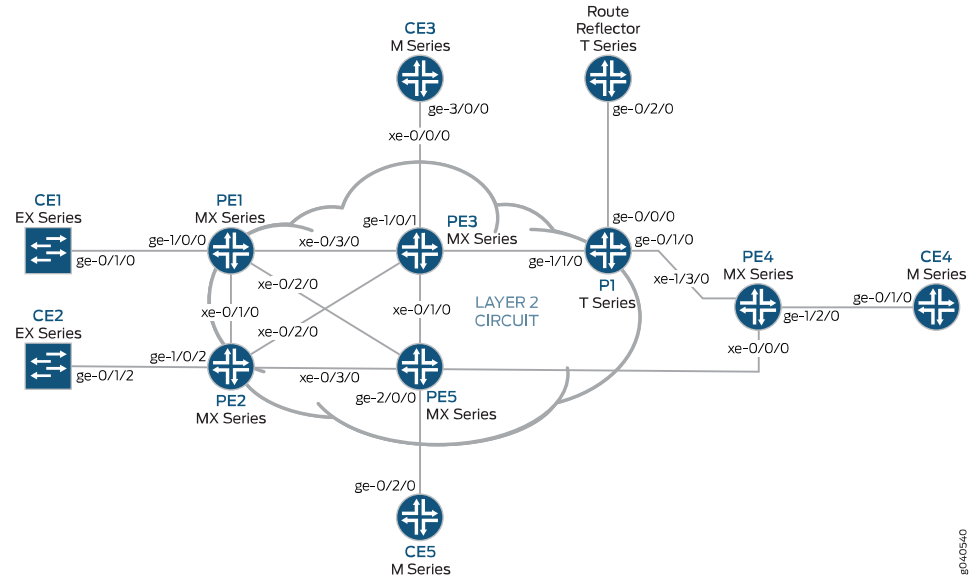 CE3
M Series
Route
Reflector
T Series
ge-3/0/0
ge-0/2/0
xe-0/0/0
CE1
EX Series
PE1
MX Series
ge-1/0/1
PE3
MX Series
ge-0/0/0
ge-1/0/0
xe-0/3/0
ge-0/1/0
ge-0/1/0
ge-1/1/0
PE4
MX Series
CE4
M Series
xe-0/2/0
P1
T Series
xe-1/3/0
ge-0/1/0
ge-1/2/0
CE2
EX Series
xe-0/1/0
xe-0/1/0
LAYER 2
CIRCUIT
xe-0/2/0
xe-0/0/0
ge-0/1/2
ge-1/0/2
xe-0/3/0
PE2
MX Series
ge-2/0/0
PE5
MX Series
ge-0/2/0
CE5
M Series
g040540